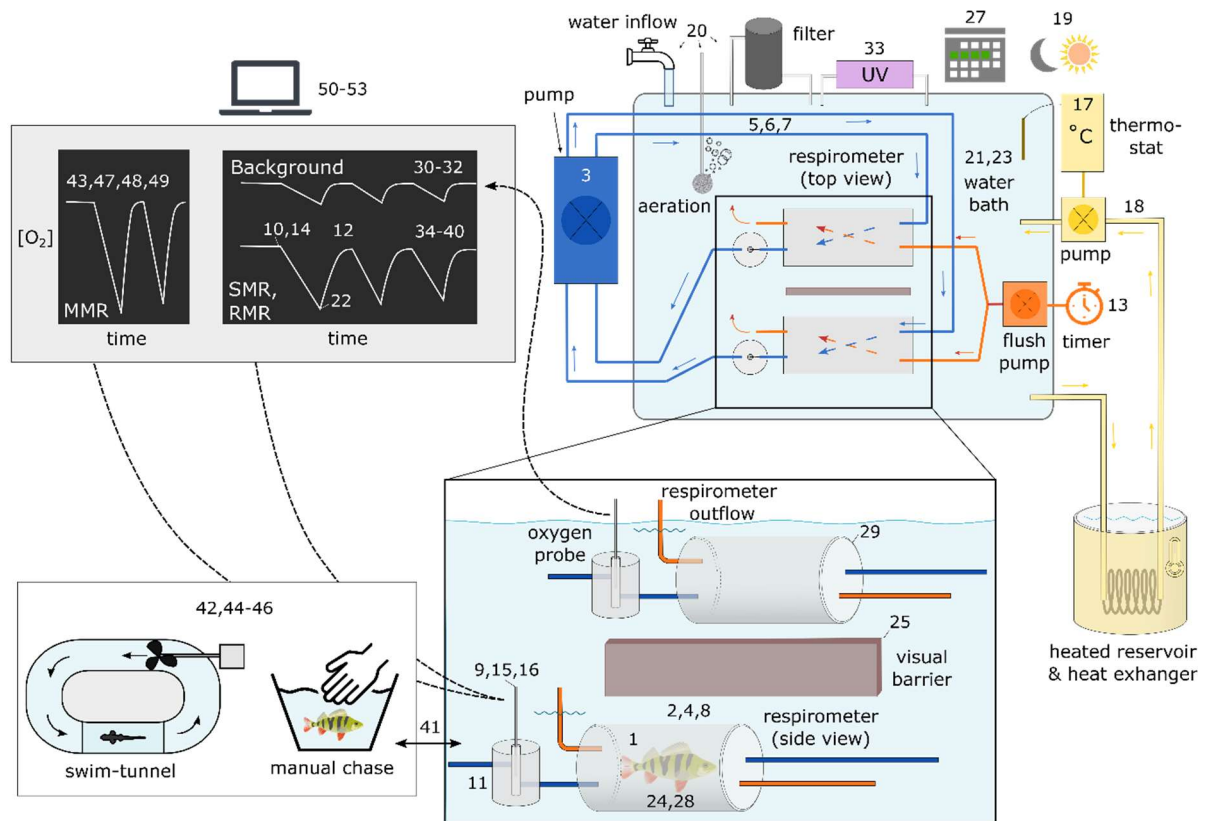 50-53
43,47,48,49
[O₂]
MMR
time
Background
30-32
10,14
12
34-40
SMR,
RMR
22
time
water inflow
20
filter
33
UV
27
19
pump
3
5,6,7
respirometer
(top view)
aeration
17
°C
thermo-
stat
21,23
water
bath
18
pump
13
flush
pump
timer
heated reservoir
& heat exhanger
respirometer
outflow
oxygen
probe
29
25
visual
barrier
9,15,16
2,4,8
1
respirometer
(side view)
11
24,28
41
42,44-46
swim-tunnel
manual chase